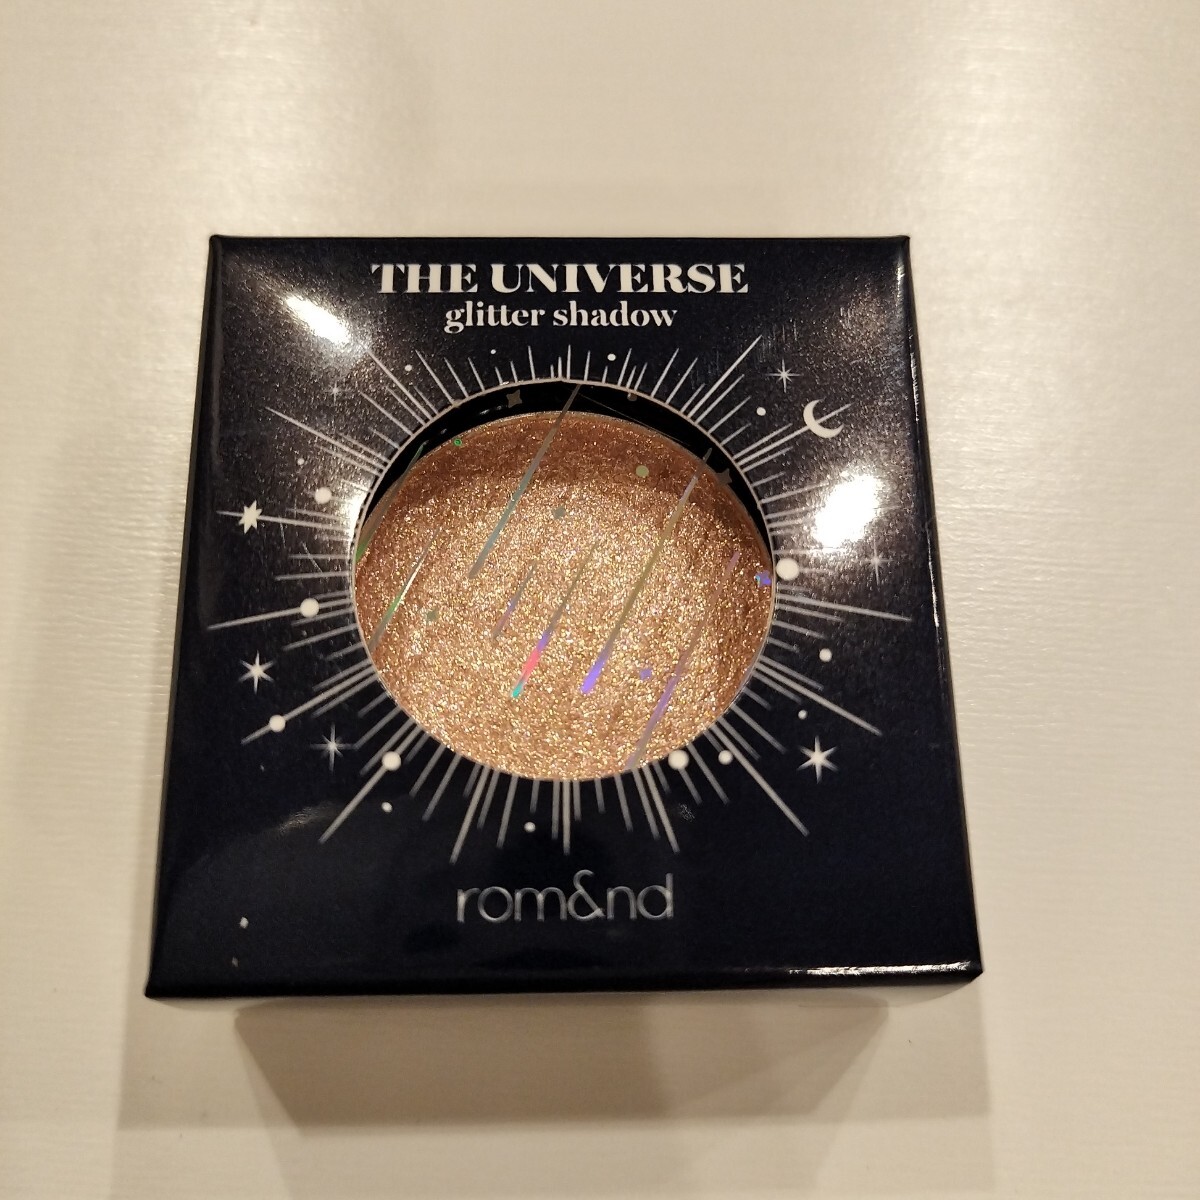 THE UNIVERSE
glitter shadow
rom&nd